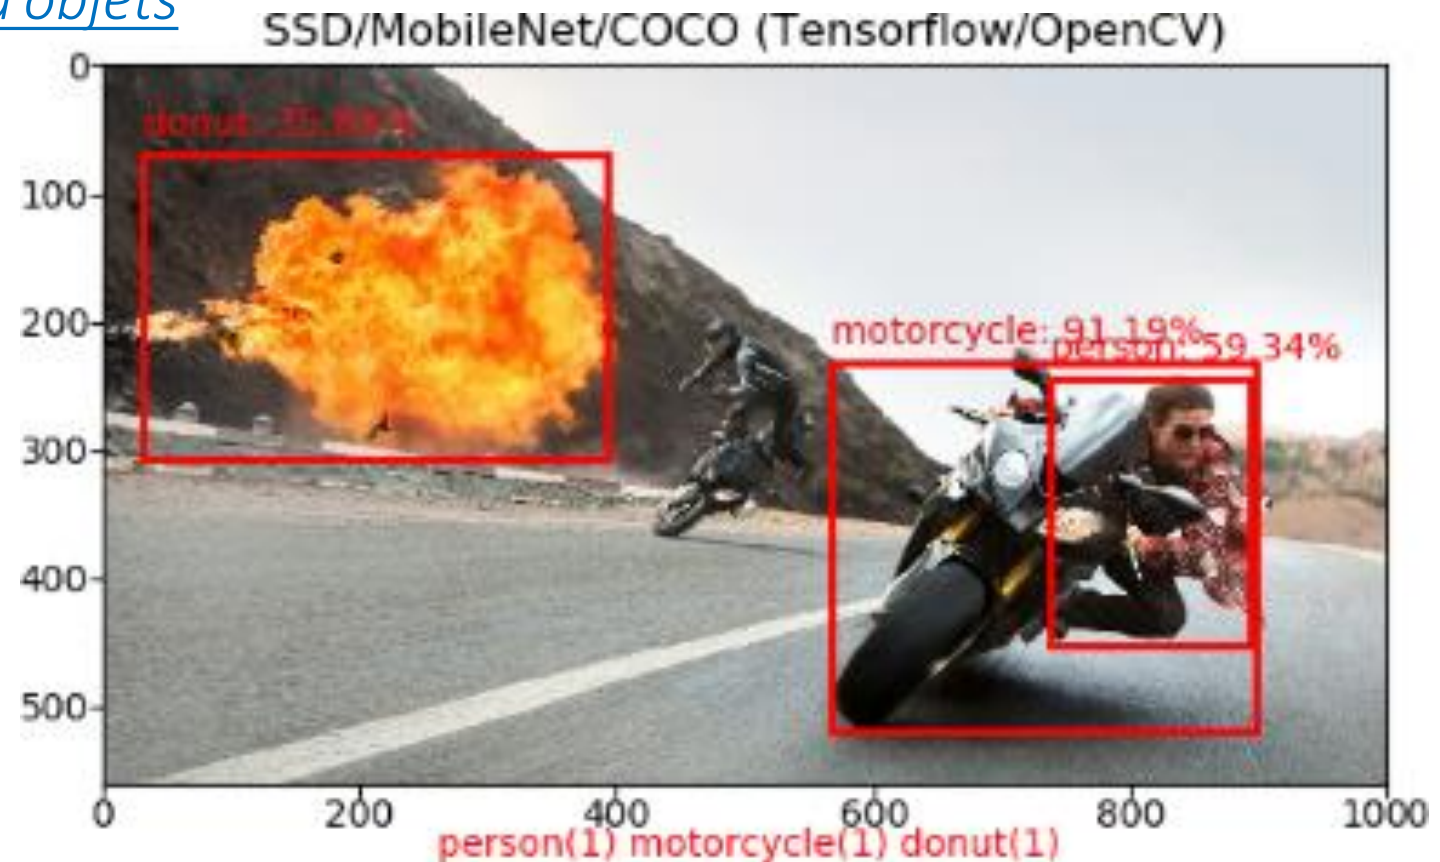 d'objets
SSD/MobileNet/COCO (Tensorflow/OpenCV)
0
donut:
100
200
motorcycle: 91.19%
person: 59.34%
300
400
500
0 200 400 600 800 1000
person(1) motorcycle(1) donut(1)